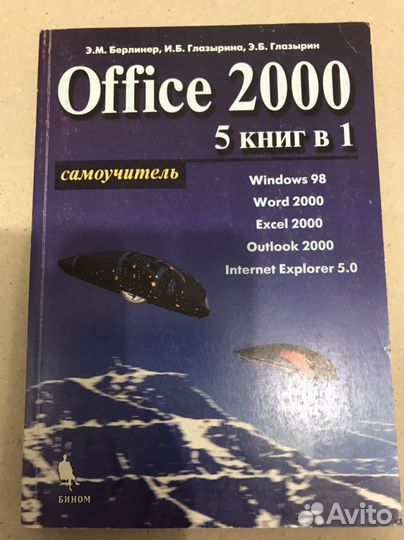 Э.М. Берлинер, И.Б. Глазырина, Э.Б. Глазырин
Office 2000
5 книг в 1
самоучитель
Windows 98
Word 2000
Excel 2000
Outlook 2000
Internet Explorer 5.0
БИНОМ
Avito